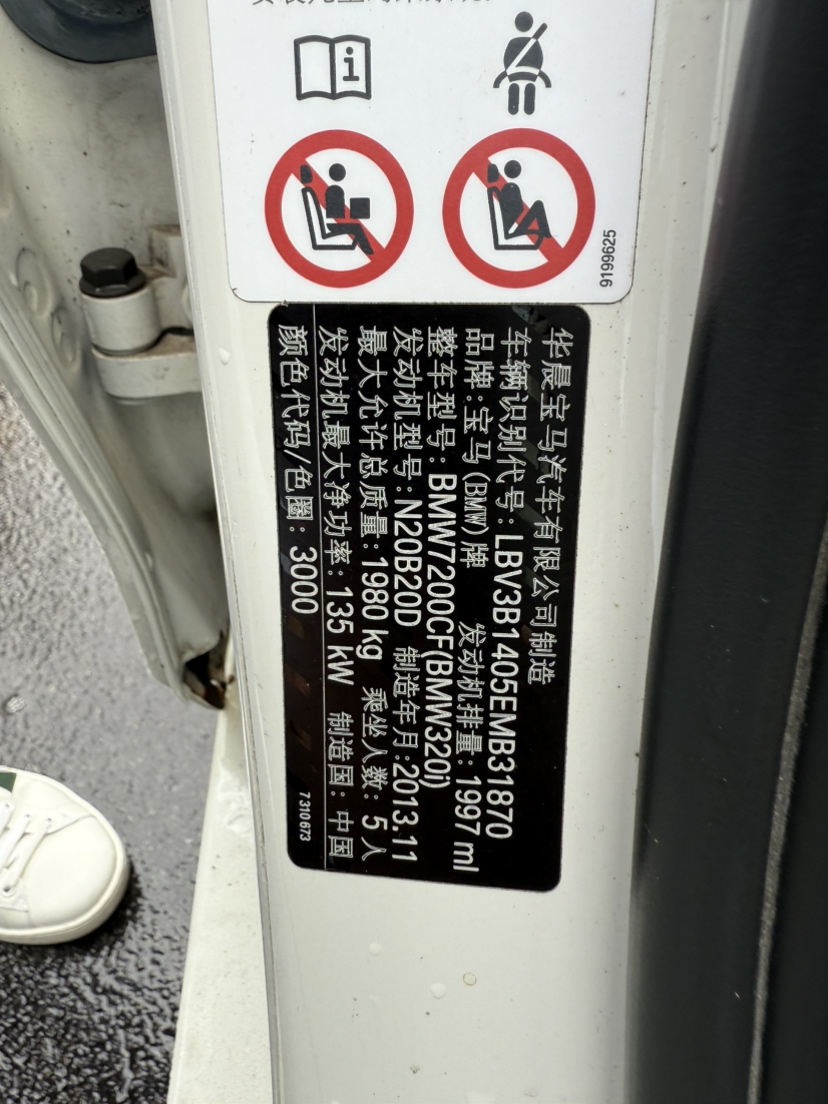 9199625
华晨宝马汽车有限公司制造
车辆识别代号:LBV3B1405EMB31870
品牌:宝马(BMW)牌 发动机排量:1997 ml
整车型号:BMW7200CF(BMW320i)
发动机型号:N20B20D 制造年月:2013.11
最大允许总质量:1980 kg 乘坐人数:5人
发动机最大净功率:135 kW 制造国:中国
颜色代码/色圈:3000
7310673